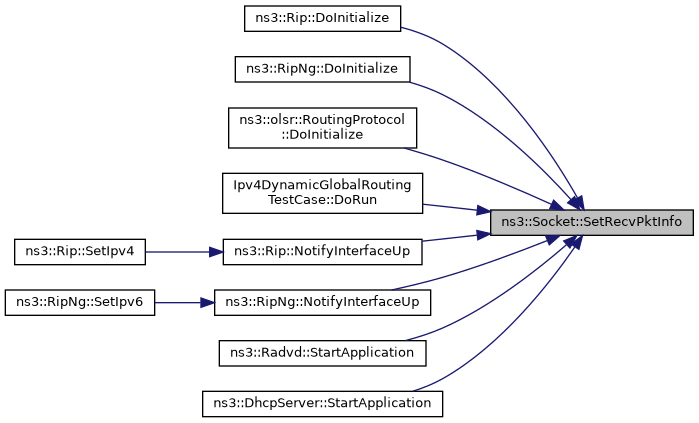 ns3::Rip::DoInitialize
ns3::RipNg::DoInitialize
ns3::olsr::RoutingProtocol
::DoInitialize
Ipv4DynamicGlobalRouting
TestCase::DoRun
ns3::Socket::SetRecvPktInfo
ns3::Rip::SetIpv4
ns3::Rip::NotifyInterfaceUp
ns3::RipNg::SetIpv6
ns3::RipNg::NotifyInterfaceUp
ns3::Radvd::StartApplication
ns3::DhcpServer::StartApplication